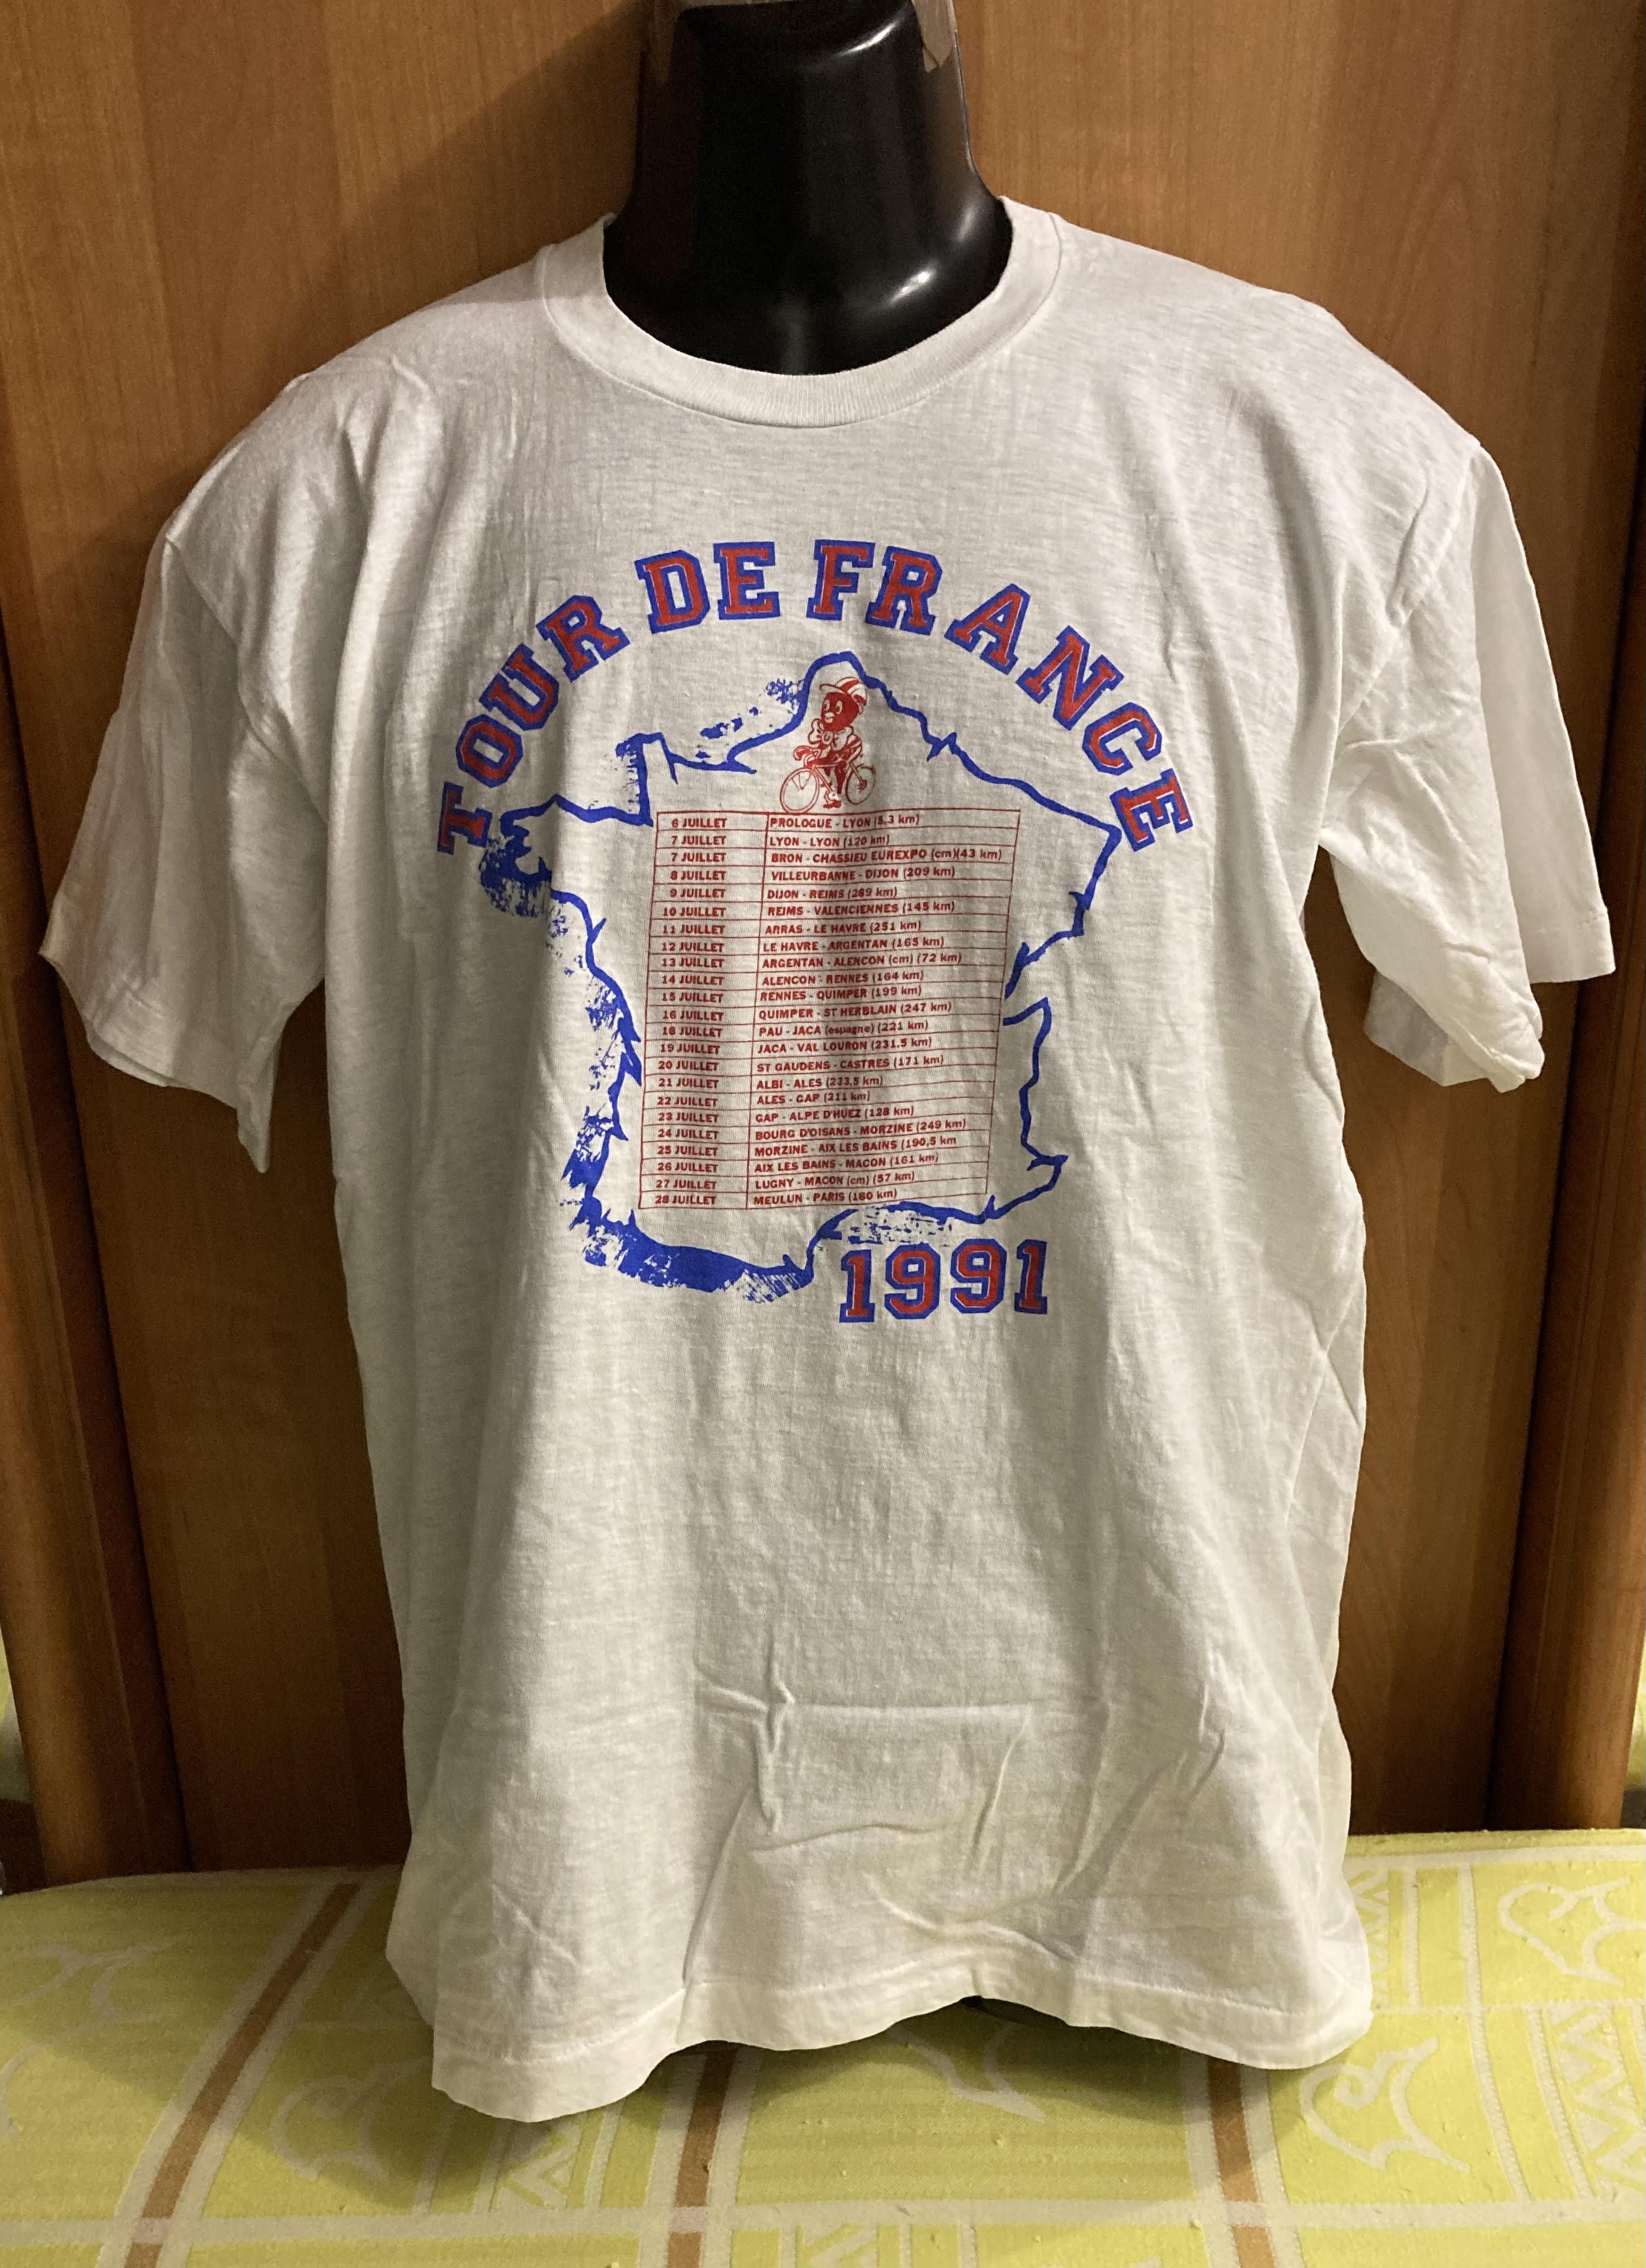 TOUR DE FRANCE
6 JUILLET PROLOGUE - LYON (5,3 km)
7 JUILLET LYON - LYON (120 km)
7 JUILLET BRON - CHASSIEU EUREXPO (cm)(43 km)
8 JUILLET VILLEURBANNE - DIJON (209 km)
9 JUILLET DIJON - REIMS (269 km)
10 JUILLET REIMS - VALENCIENNES (145 km)
11 JUILLET ARRAS - LE HAVRE (251 km)
12 JUILLET LE HAVRE - ARGENTAN (165 km)
13 JUILLET ARGENTAN - ALENCON (cm) (72 km)
14 JUILLET ALENCON - RENNES (164 km)
15 JUILLET RENNES - QUIMPER (199 km)
16 JUILLET QUIMPER - ST HERBLAIN (247 km)
18 JUILLET PAU - JACA (espagne) (221 km)
19 JUILLET JACA - VAL LOURON (231.5 km)
20 JUILLET ST GAUDENS - CASTRES (171 km)
21 JUILLET ALBI - ALES (233,5 km)
22 JUILLET ALES - GAP (211 km)
23 JUILLET GAP - ALPE D'HUEZ (128 km)
24 JUILLET BOURG D'OISANS - MORZINE (249 km)
25 JUILLET MORZINE - AIX LES BAINS (190,5 km
26 JUILLET AIX LES BAINS - MACON (161 km)
27 JUILLET LUGNY - MACON (cm) (57 km)
28 JUILLET MEULUN - PARIS (180 km)
1991